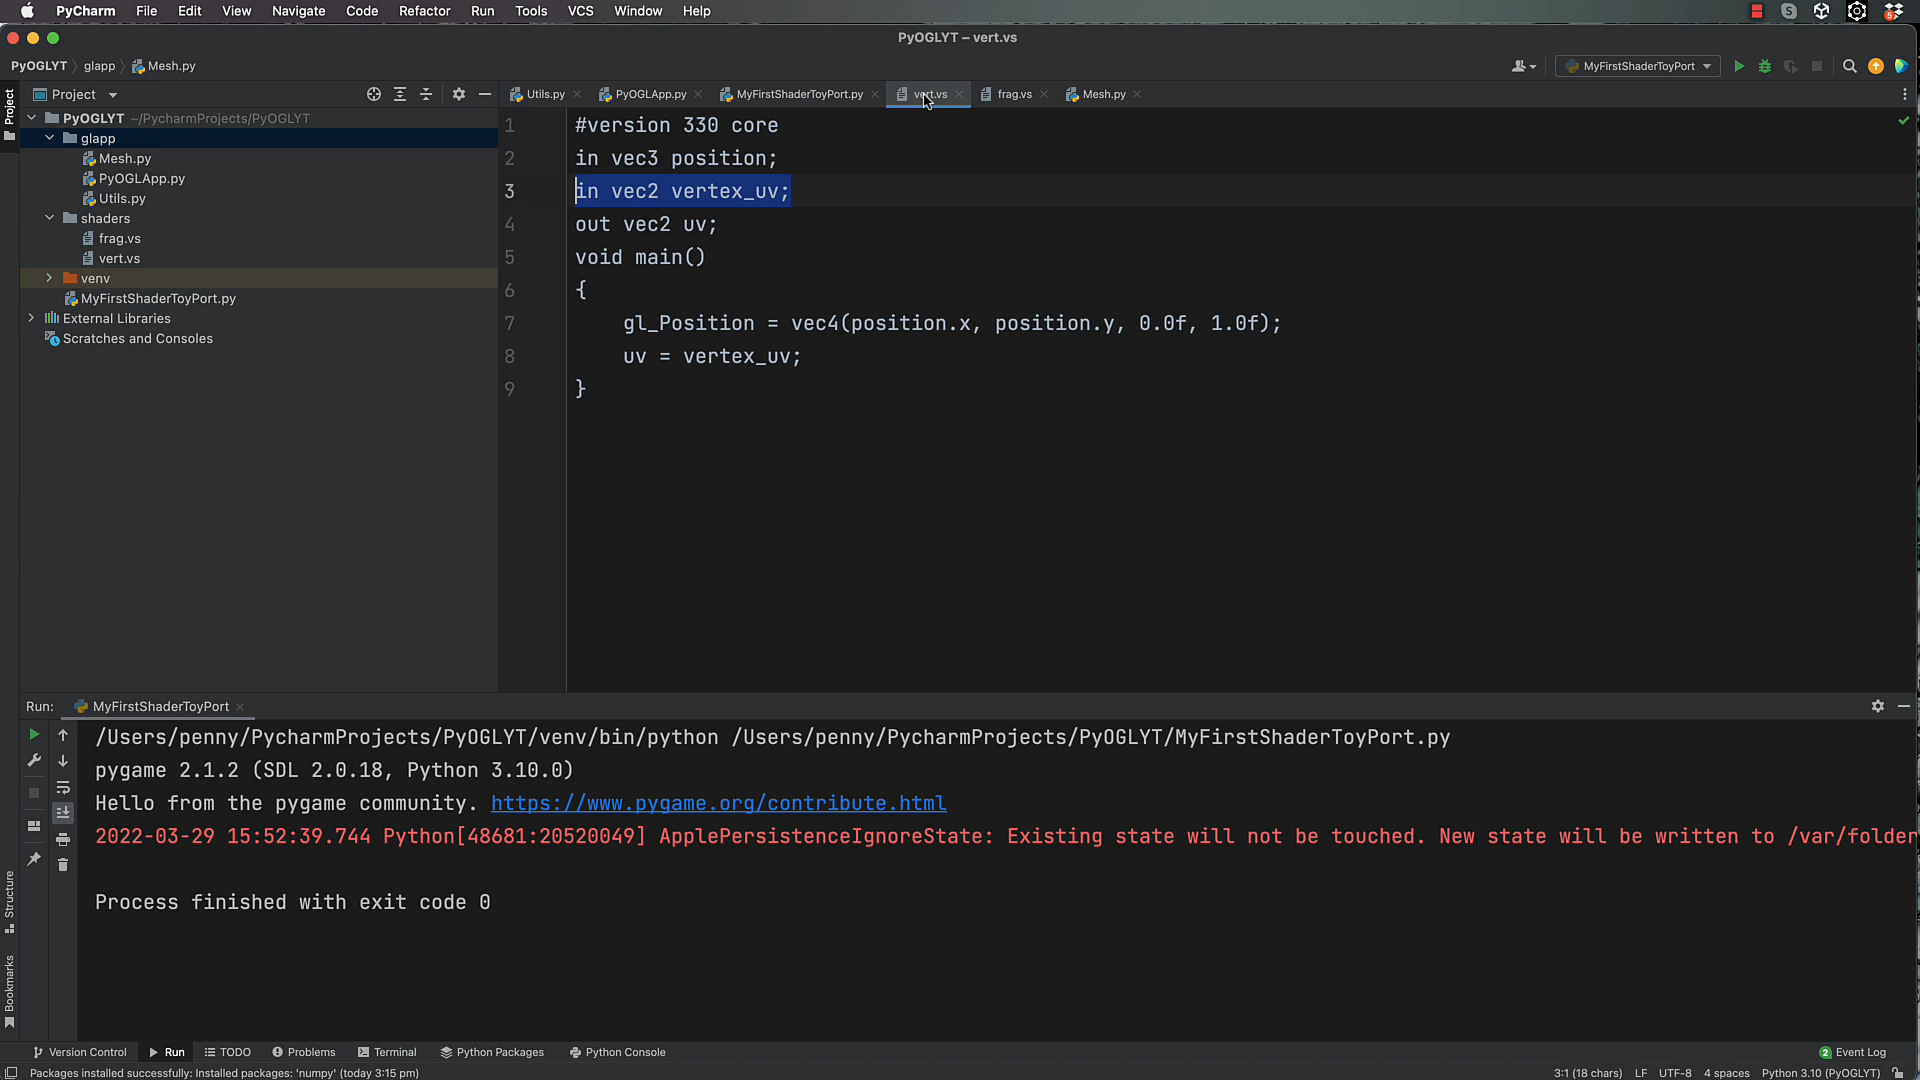 PyCharm File Edit View Navigate Code Refactor Run Tools VCS Window Help
PyOGLYT – vert.vs
PyOGLYT glapp Mesh.py
MyFirstShaderToyPort
Project
Project
Utils.py PyOGLApp.py MyFirstShaderToyPort.py vert.vs frag.vs Mesh.py
PyOGLYT ~/PycharmProjects/PyOGLYT
glapp
Mesh.py
PyOGLApp.py
Utils.py
shaders
frag.vs
vert.vs
venv
MyFirstShaderToyPort.py
External Libraries
Scratches and Consoles
1 #version 330 core
2 in vec3 position;
3 in vec2 vertex_uv;
4 out vec2 uv;
5 void main()
6 {
7 gl_Position = vec4(position.x, position.y, 0.0f, 1.0f);
8 uv = vertex_uv;
9 }
Run: MyFirstShaderToyPort
/Users/penny/PycharmProjects/PyOGLYT/venv/bin/python /Users/penny/PycharmProjects/PyOGLYT/MyFirstShaderToyPort.py
pygame 2.1.2 (SDL 2.0.18, Python 3.10.0)
Hello from the pygame community. https://www.pygame.org/contribute.html
2022-03-29 15:52:39.744 Python[48681:20520049] ApplePersistenceIgnoreState: Existing state will not be touched. New state will be written to /var/folder
Process finished with exit code 0
Structure
Bookmarks
Version Control Run TODO Problems Terminal Python Packages Python Console
2 Event Log
Packages installed successfully: Installed packages: 'numpy' (today 3:15 pm)
3:1 (18 chars) LF UTF-8 4 spaces Python 3.10 (PyOGLYT)